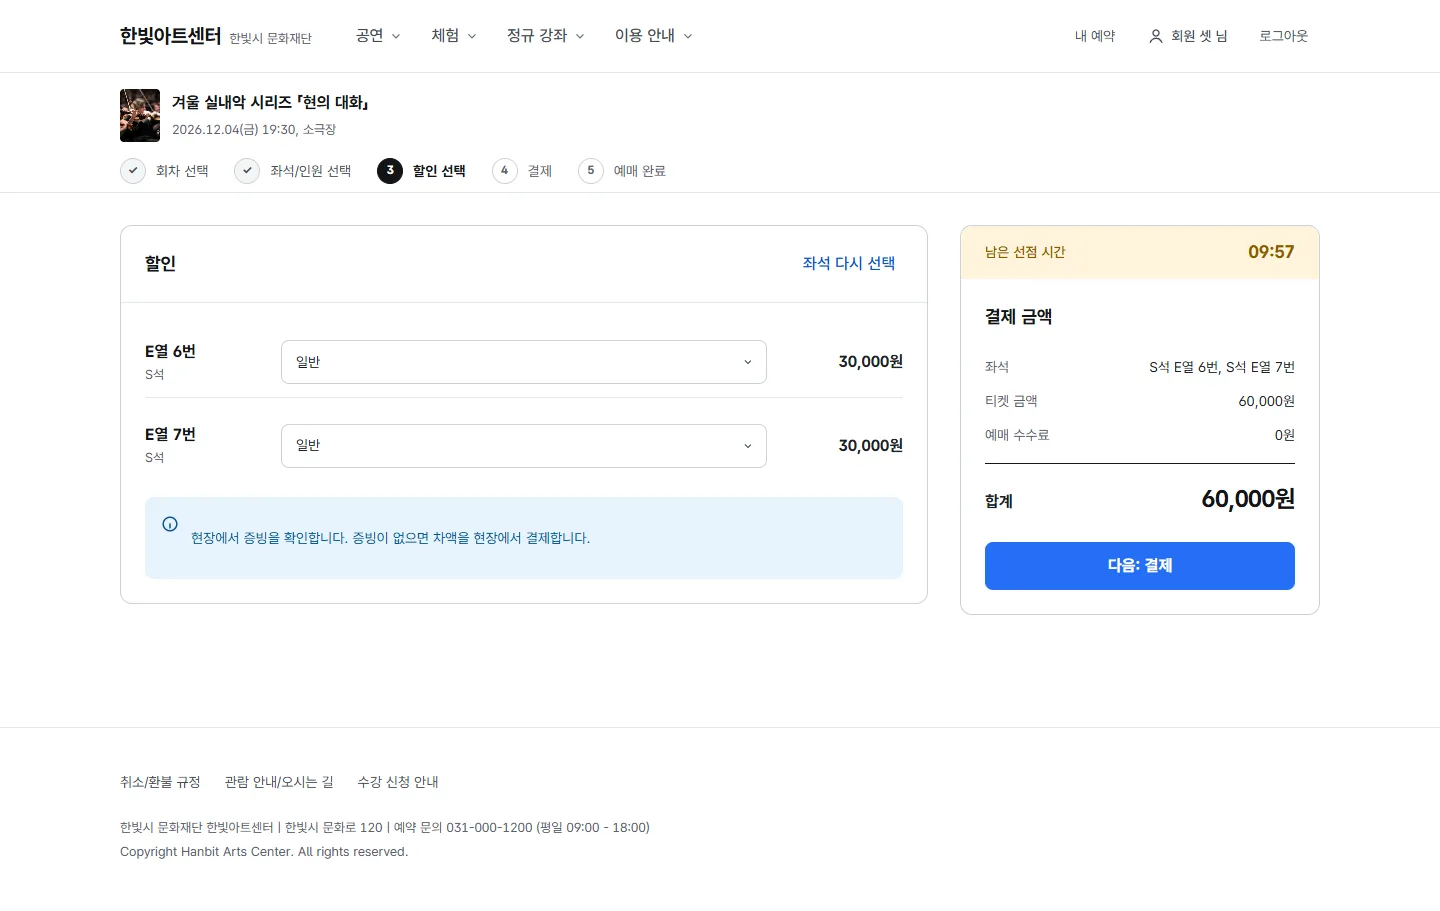 한빛아트센터 한빛시 문화재단 공연 체험 정규 강좌 이용 안내 내 예약 회원 셋 님 로그아웃
겨울 실내악 시리즈 「현의 대화」
2026.12.04(금) 19:30, 소극장
회차 선택 좌석/인원 선택 3 할인 선택 4 결제 5 예매 완료
할인 좌석 다시 선택
E열 6번
S석
일반
30,000원
E열 7번
S석
일반
30,000원
현장에서 증빙을 확인합니다. 증빙이 없으면 차액을 현장에서 결제합니다.
남은 선점 시간 09:57
결제 금액
좌석 S석 E열 6번, S석 E열 7번
티켓 금액 60,000원
예매 수수료 0원
합계 60,000원
다음: 결제
취소/환불 규정 관람 안내/오시는 길 수강 신청 안내
한빛시 문화재단 한빛아트센터 | 한빛시 문화로 120 | 예약 문의 031-000-1200 (평일 09:00 - 18:00)
Copyright Hanbit Arts Center. All rights reserved.